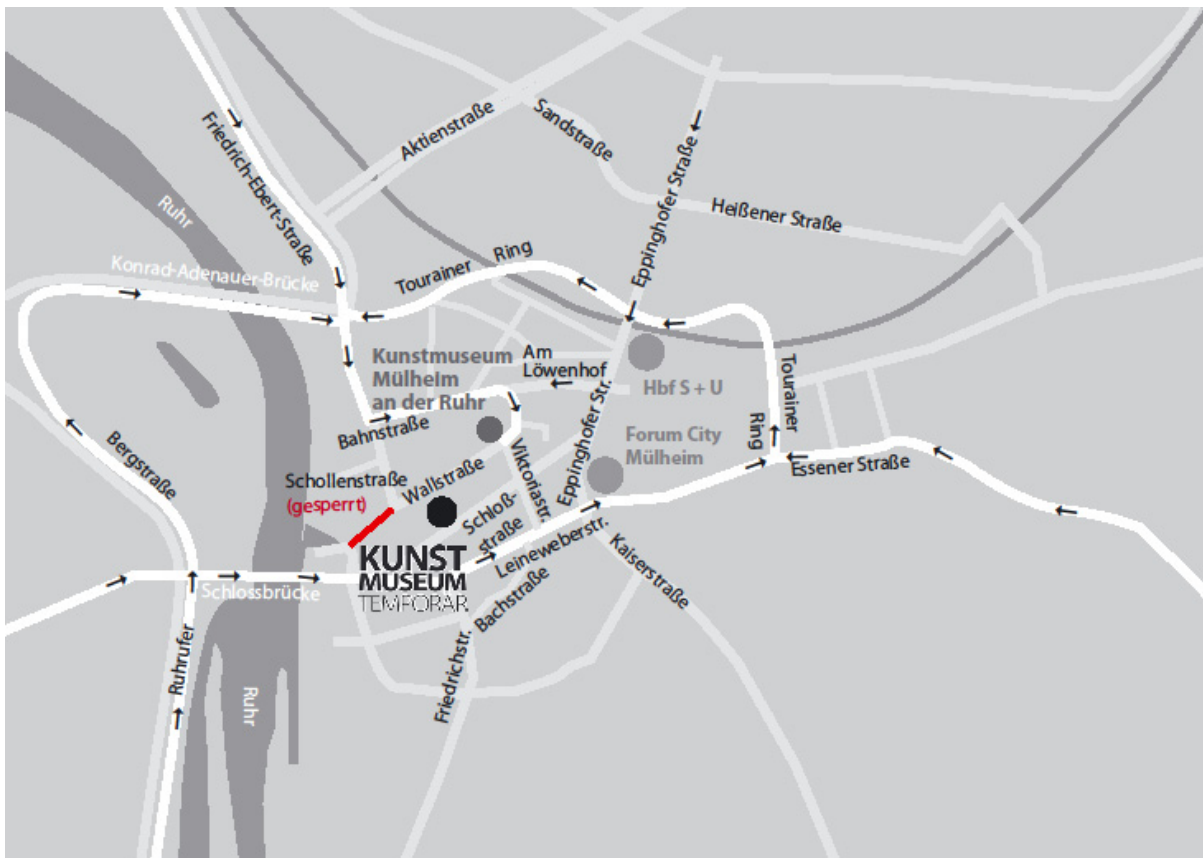 Sandstraße
Aktienstraße
Friedrich-Ebert-Straße
Eppinghofer Straße
Ruhr
Heißener Straße
Konrad-Adenauer-Brücke
Tourainer Ring
Kunstmuseum
Mülheim
an der Ruhr
Am
Löwenhof
Hbf S + U
Tourainer
Ring
Bahnstraße
Eppinghofer Str.
Forum City
Mülheim
Essener Straße
Bergstraße
Viktoriastr.
Schollenstraße
(gesperrt)
Wallstraße
Schloß-
straße
Leineweberstr.
KUNST
MUSEUM
TEMPORÄR
Schlossbrücke
Bachstraße
Kaiserstraße
Ruhrufer
Ruhr
Friedrichstr.